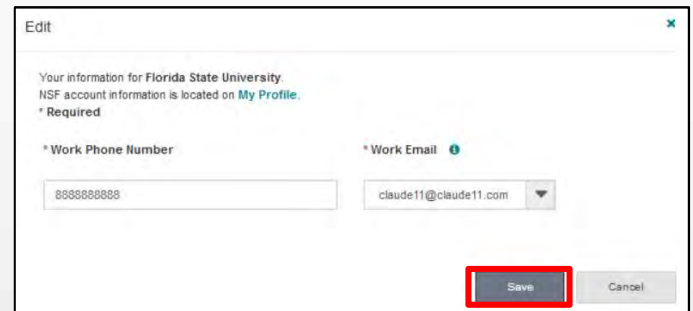 Edit
×
Your information for Florida State University.
NSF account information is located on My Profile.
* Required
* Work Phone Number
* Work Email
8888888888
claude11@claude11.com
Save
Cancel